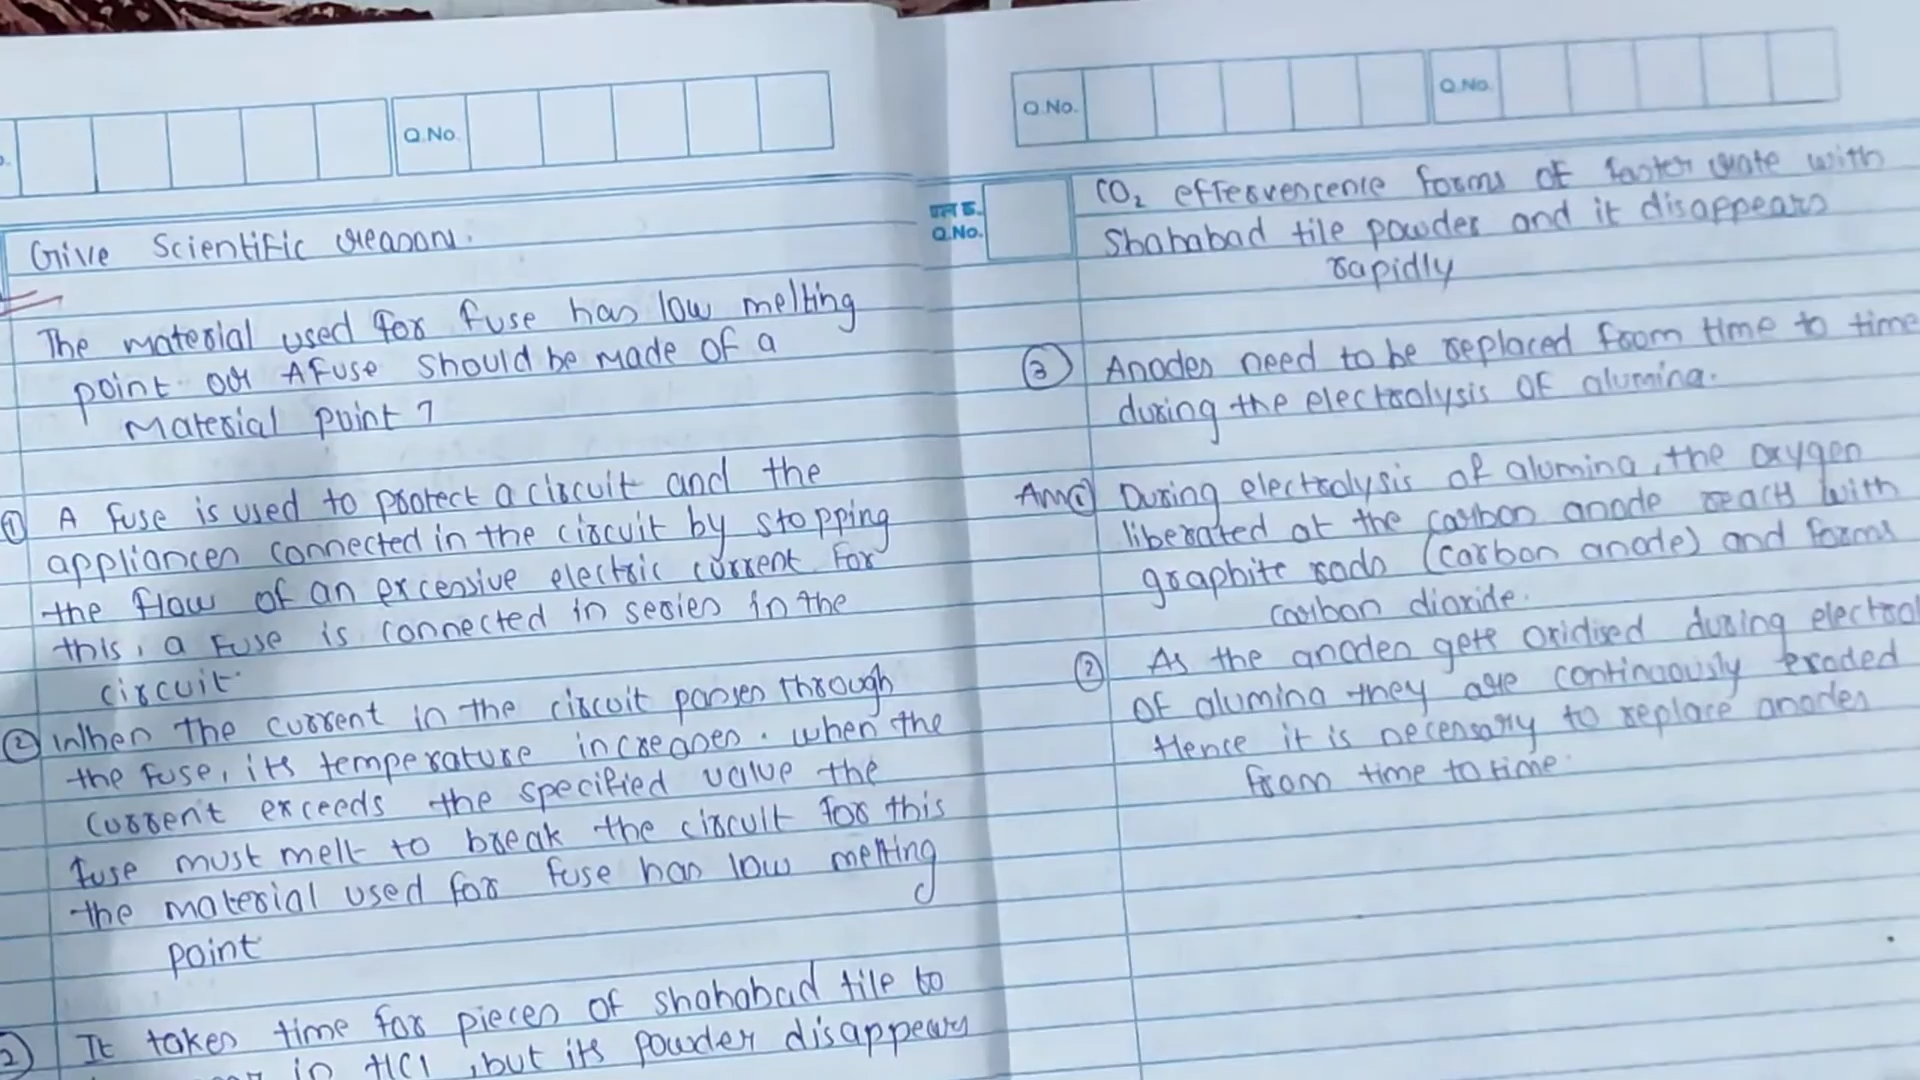 Q.No.
Give Scientific reason.
The material used for fuse has low melting
point or A fuse should be made of a
Material point ?
① A fuse is used to protect a circuit and the
appliances connected in the circuit by stopping
the flow of an excessive electric current. For
this, a fuse is connected in series in the
circuit.
② When the current in the circuit passes through
the fuse, its temperature increases. when the
current exceeds the specified value the
fuse must melt to break the circuit for this
the material used for fuse has low melting
point
2) It takes time for pieces of shahabad tile to
in HCl, but its powder disappears
Q.No.
Q.No.
Q.No.
CO₂ effervencence forms at faster rate with
Shahabad tile powder and it disappears
rapidly
③ Anodes need to be replaced from time to time
during the electrolysis of alumina.
Ans ① During electrolysis of alumina, the oxygen
liberated at the carbon anode react with
graphite rods (carbon anode) and forms
carbon dioxide.
② As the anodes gets oxidised during electrol
of alumina they are continuously eroded
Hence it is necessary to replace anodes
from time to time.